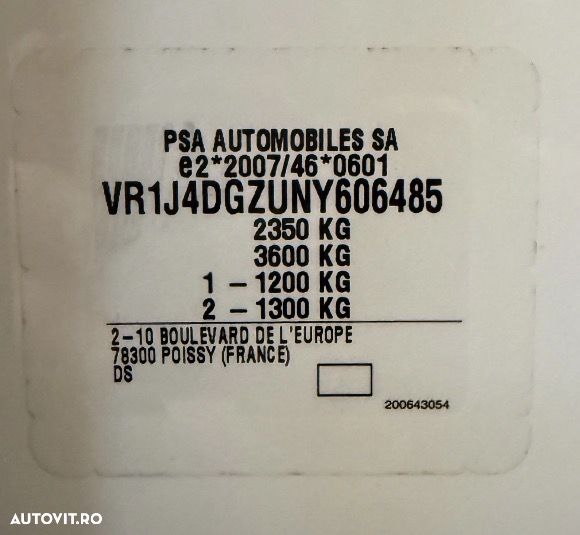 PSA AUTOMOBILES SA
e2*2007/46*0601
VR1J4DGZUNY606485
2350 KG
3600 KG
1 - 1200 KG
2 - 1300 KG
2-10 BOULEVARD DE L'EUROPE
78300 POISSY (FRANCE)
DS
200643054
AUTOVIT.RO